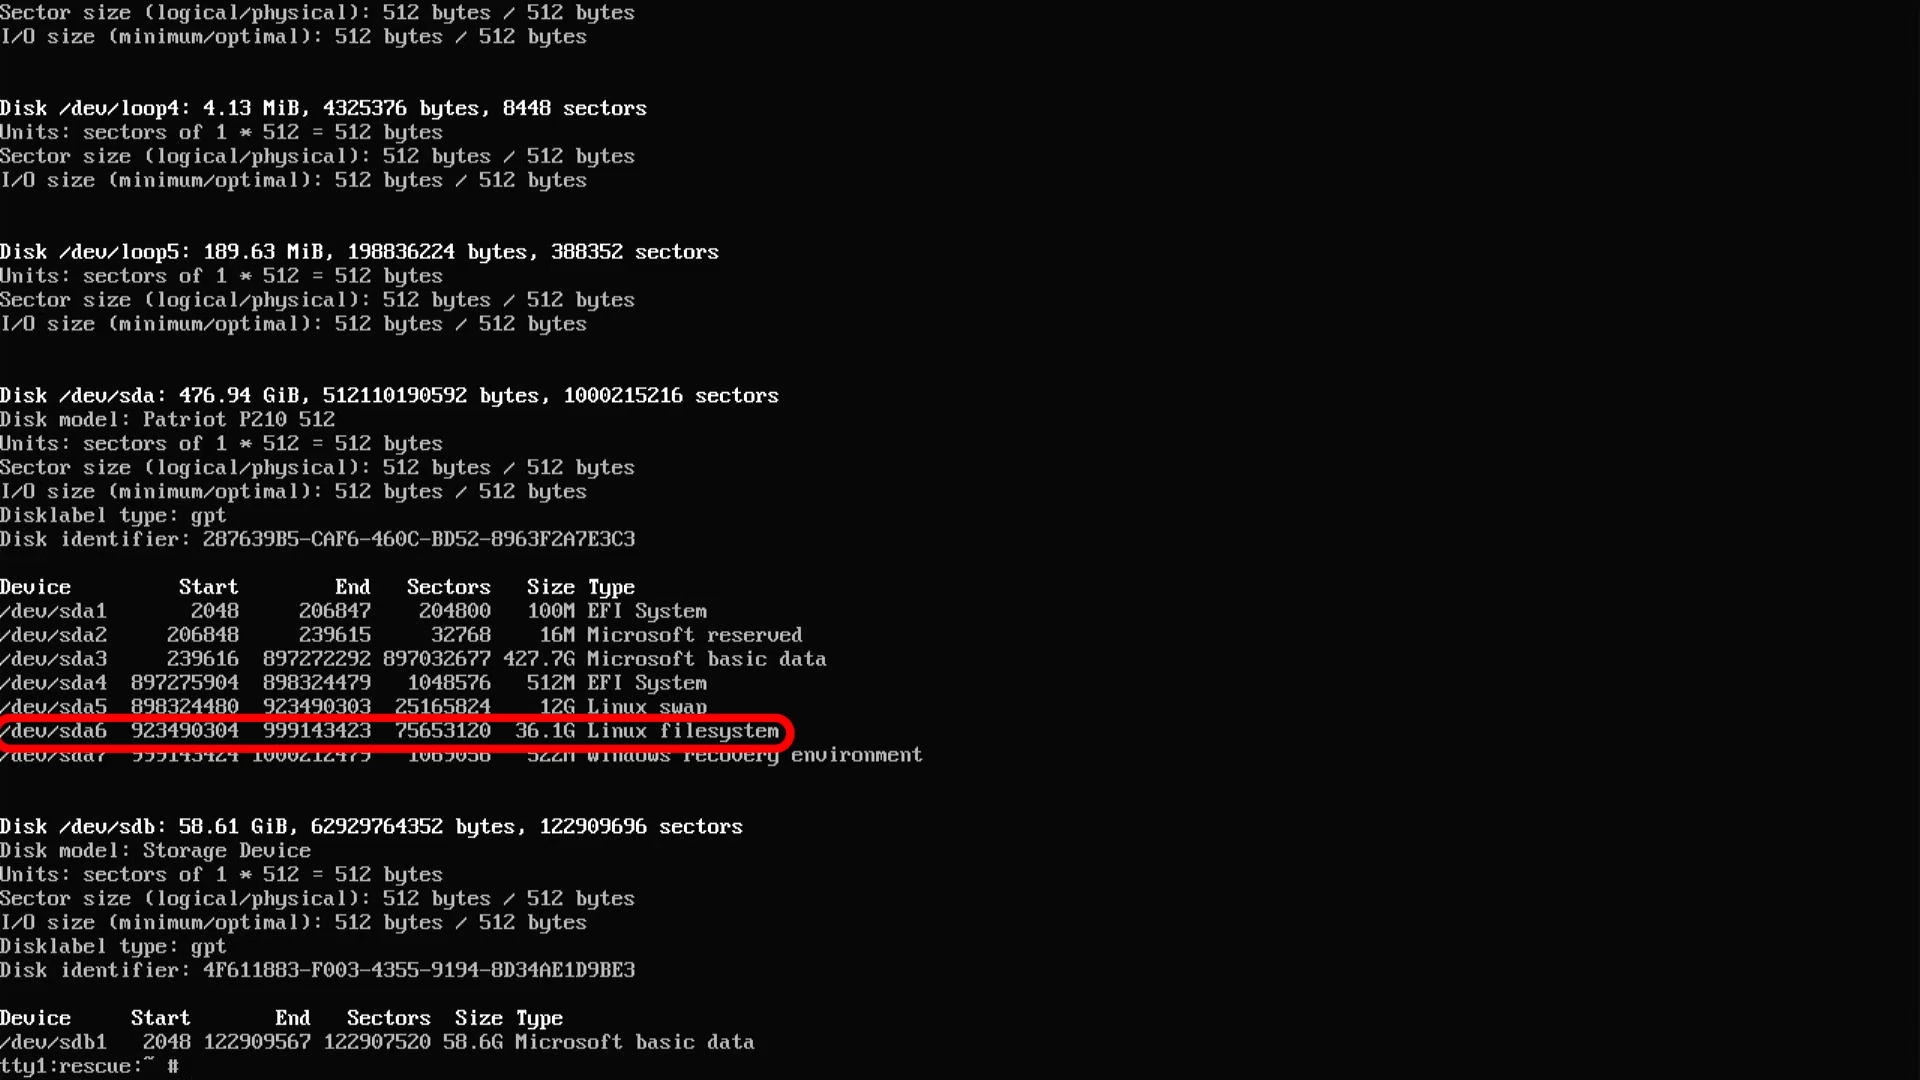 Sector size (logical/physical): 512 bytes / 512 bytes
I/O size (minimum/optimal): 512 bytes / 512 bytes
Disk /dev/loop4: 4.13 MiB, 4325376 bytes, 8448 sectors
Units: sectors of 1 * 512 = 512 bytes
Sector size (logical/physical): 512 bytes / 512 bytes
I/O size (minimum/optimal): 512 bytes / 512 bytes
Disk /dev/loop5: 189.63 MiB, 198836224 bytes, 388352 sectors
Units: sectors of 1 * 512 = 512 bytes
Sector size (logical/physical): 512 bytes / 512 bytes
I/O size (minimum/optimal): 512 bytes / 512 bytes
Disk /dev/sda: 476.94 GiB, 512110190592 bytes, 1000215216 sectors
Disk model: Patriot P210 512
Units: sectors of 1 * 512 = 512 bytes
Sector size (logical/physical): 512 bytes / 512 bytes
I/O size (minimum/optimal): 512 bytes / 512 bytes
Disklabel type: gpt
Disk identifier: 287639B5-CAF6-460C-BD52-8963F2A7E3C3
Device Start End Sectors Size Type
/dev/sda1 2048 206847 204800 100M EFI System
/dev/sda2 206848 239615 32768 16M Microsoft reserved
/dev/sda3 239616 897272292 897032677 427.7G Microsoft basic data
/dev/sda4 897275904 898324479 1048576 512M EFI System
/dev/sda5 898324480 923490303 25165824 12G Linux swap
/dev/sda6 923490304 999143423 75653120 36.1G Linux filesystem
/dev/sda7 999143424 1000212479 1069056 522M Windows recovery environment
Disk /dev/sdb: 58.61 GiB, 62929764352 bytes, 122909696 sectors
Disk model: Storage Device
Units: sectors of 1 * 512 = 512 bytes
Sector size (logical/physical): 512 bytes / 512 bytes
I/O size (minimum/optimal): 512 bytes / 512 bytes
Disklabel type: gpt
Disk identifier: 4F611883-F003-4355-9194-8D34AE1D9BE3
Device Start End Sectors Size Type
/dev/sdb1 2048 122909567 122907520 58.6G Microsoft basic data
tty1:rescue:~ #